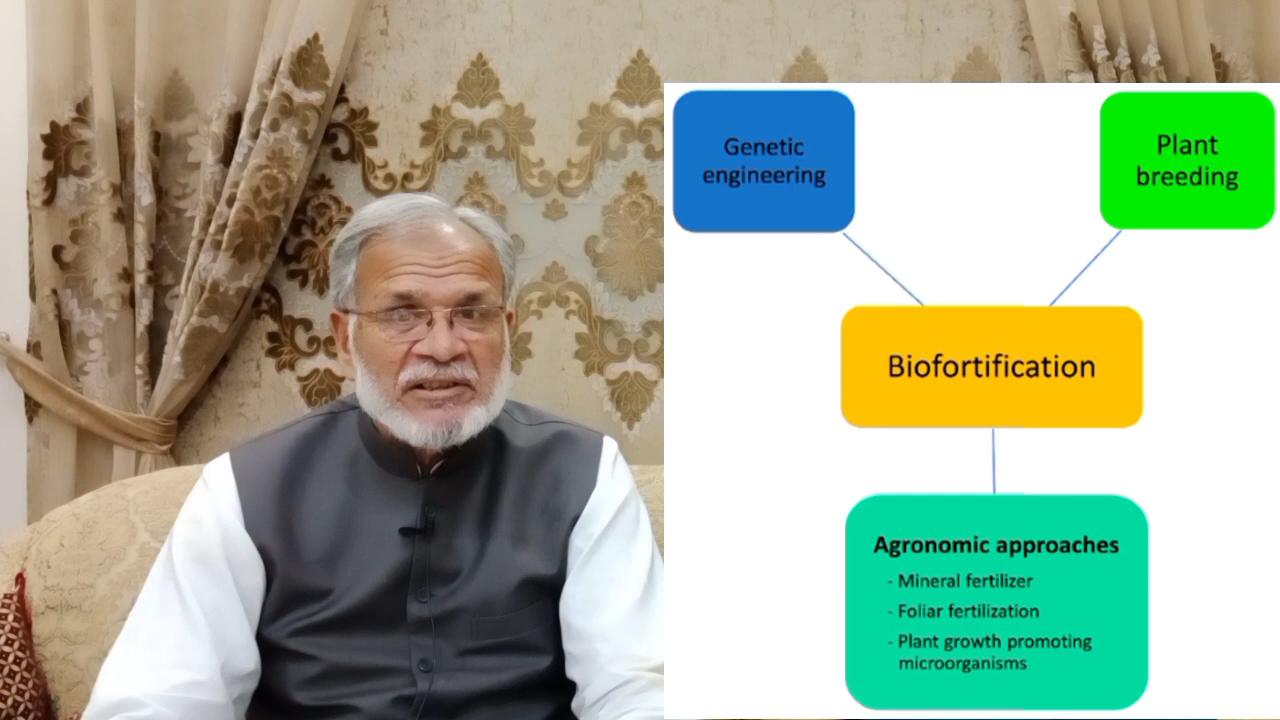 Genetic
engineering
Plant
breeding
Biofortification
Agronomic approaches
- Mineral fertilizer
- Foliar fertilization
- Plant growth promoting
microorganisms